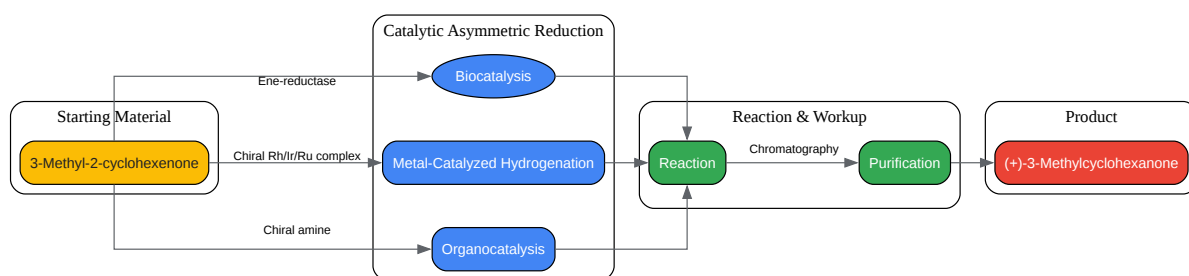 Catalytic Asymmetric Reduction
Ene-reductase
Biocatalysis
Starting Material
3-Methyl-2-cyclohexenone
Chiral Rh/Ir/Ru complex
Metal-Catalyzed Hydrogenation
Chiral amine
Organocatalysis
Reaction & Workup
Reaction
Chromatography
Purification
Product
(+)-3-Methylcyclohexanone